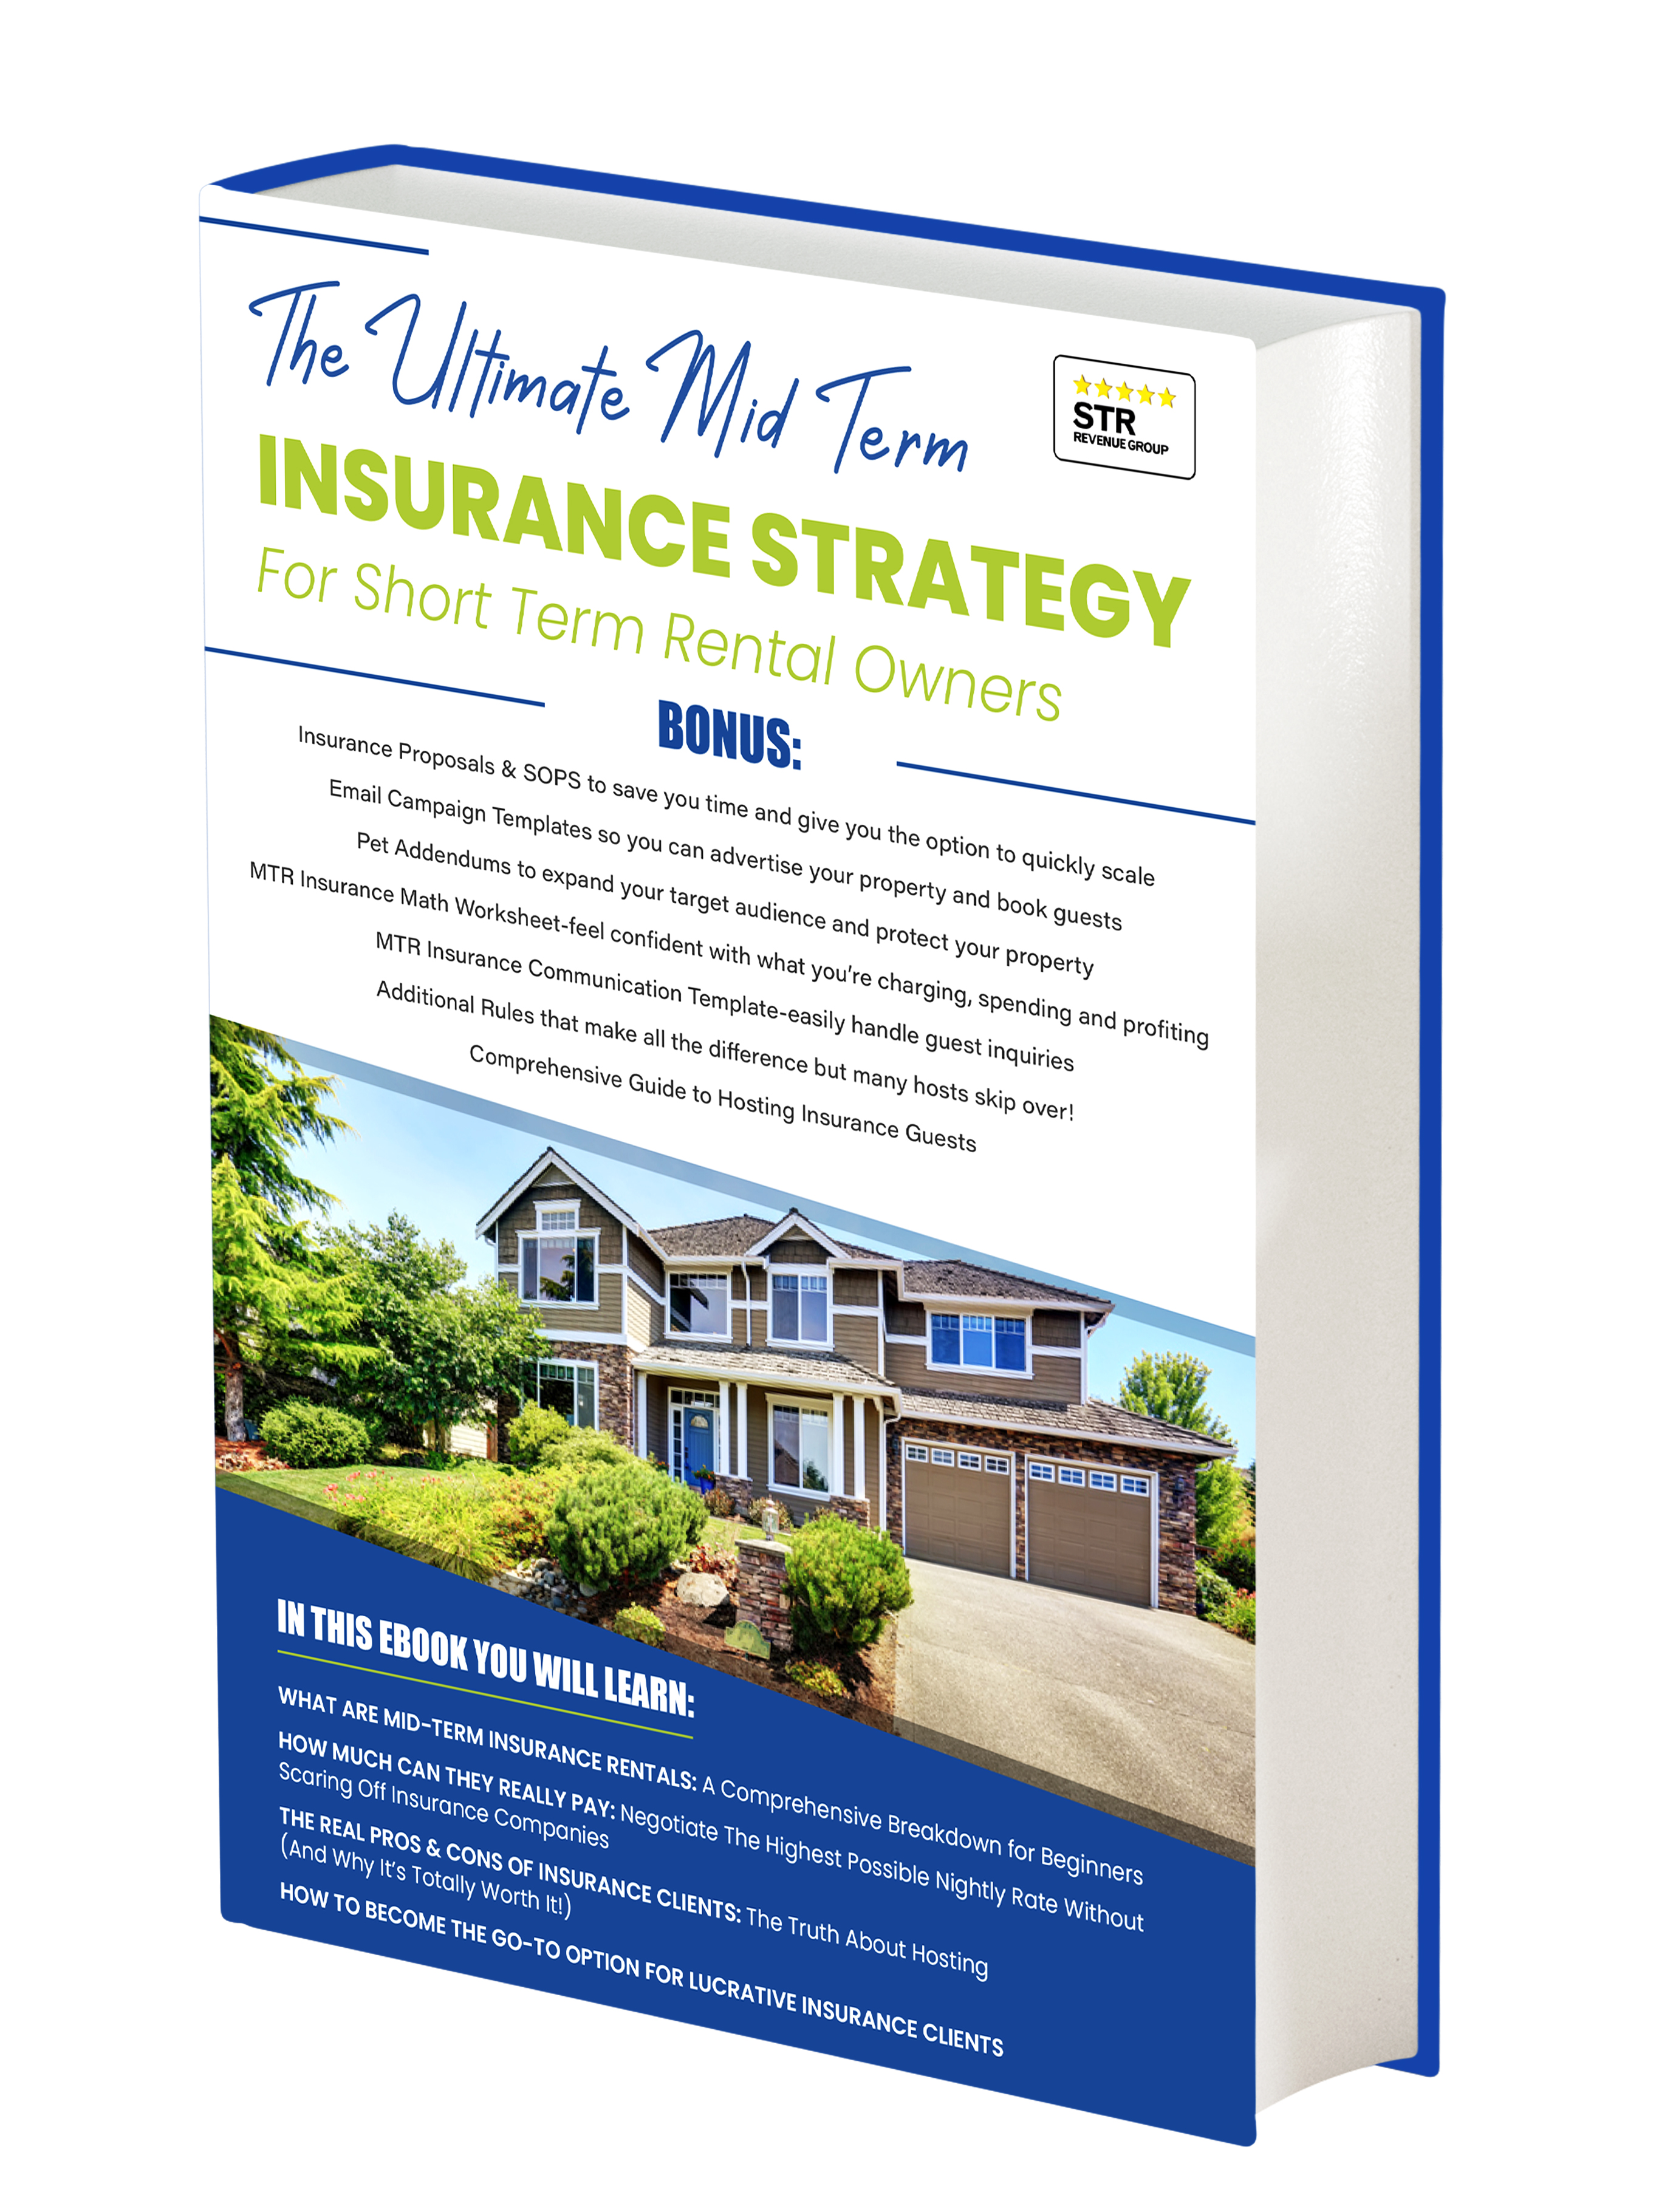 The Ultimate Mid Term
STR
REVENUE GROUP
INSURANCE STRATEGY
For Short Term Rental Owners
BONUS:
Insurance Proposals & SOPS to save you time and give you the option to quickly scale
Email Campaign Templates so you can advertise your property and book guests
Pet Addendums to expand your target audience and protect your property
MTR Insurance Math Worksheet-feel confident with what you're charging, spending and profiting
MTR Insurance Communication Template-easily handle guest inquiries
Additional Rules that make all the difference but many hosts skip over!
Comprehensive Guide to Hosting Insurance Guests
IN THIS EBOOK YOU WILL LEARN:
WHAT ARE MID-TERM INSURANCE RENTALS: A Comprehensive Breakdown for Beginners
HOW MUCH CAN THEY REALLY PAY: Negotiate The Highest Possible Nightly Rate Without
Scaring Off Insurance Companies
THE REAL PROS & CONS OF INSURANCE CLIENTS: The Truth About Hosting
(And Why It's Totally Worth It!)
HOW TO BECOME THE GO-TO OPTION FOR LUCRATIVE INSURANCE CLIENTS